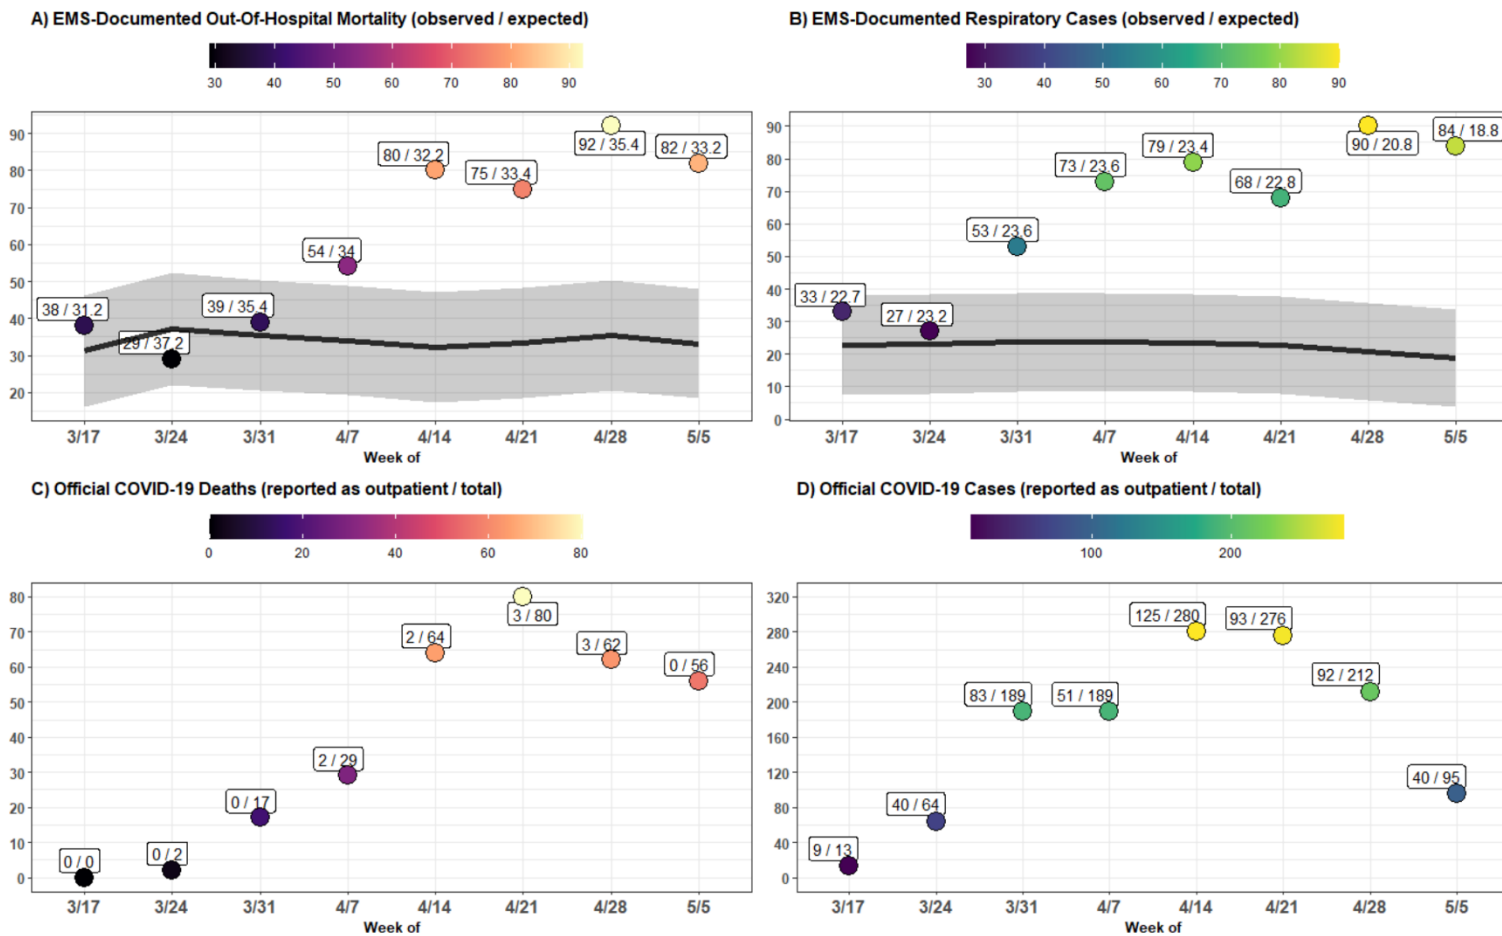 A) EMS-Documented Out-Of-Hospital Mortality (observed / expected)
30 40 50 60 70 80 90
90
80
70
60
50
40
30
20
38 / 31.2
29 / 37.2
39 / 35.4
54 / 34
80 / 32.2
75 / 33.4
92 / 35.4
82 / 33.2
3/17 3/24 3/31 4/7 4/14 4/21 4/28 5/5
Week of
B) EMS-Documented Respiratory Cases (observed / expected)
30 40 50 60 70 80 90
90
80
70
60
50
40
30
20
10
0
33 / 22.7
27 / 23.2
53 / 23.6
73 / 23.6
79 / 23.4
68 / 22.8
90 / 20.8
84 / 18.8
3/17 3/24 3/31 4/7 4/14 4/21 4/28 5/5
Week of
C) Official COVID-19 Deaths (reported as outpatient / total)
0 20 40 60 80
80
70
60
50
40
30
20
10
0
0 / 0
0 / 2
0 / 17
2 / 29
2 / 64
3 / 80
3 / 62
0 / 56
3/17 3/24 3/31 4/7 4/14 4/21 4/28 5/5
Week of
D) Official COVID-19 Cases (reported as outpatient / total)
100 200
320
280
240
200
160
120
80
40
0
9 / 13
40 / 64
83 / 189
51 / 189
125 / 280
93 / 276
92 / 212
40 / 95
3/17 3/24 3/31 4/7 4/14 4/21 4/28 5/5
Week of